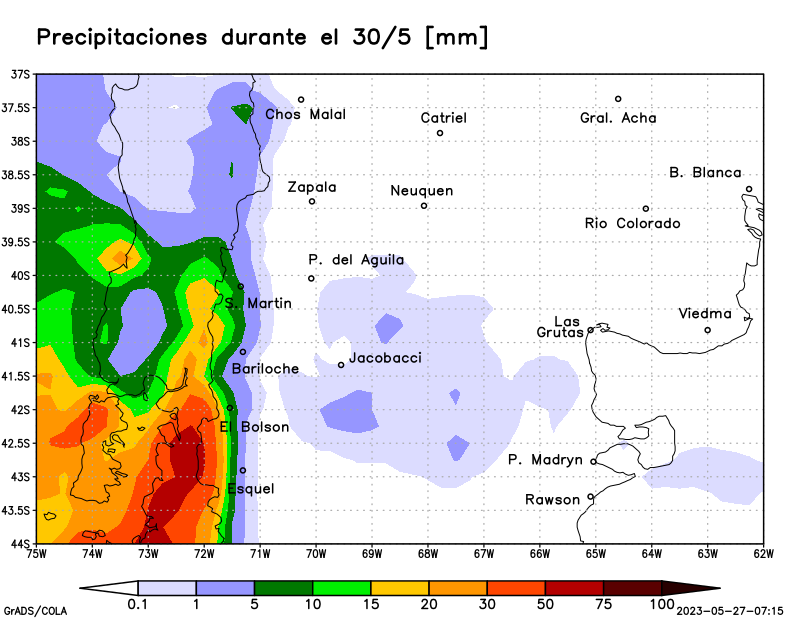 Precipitaciones durante el 30/5 [mm]
37S
37.5S
38S
38.5S
39S
39.5S
40S
40.5S
41S
41.5S
42S
42.5S
43S
43.5S
44S
Chos Malal
Catriel
Gral. Acha
B. Blanca
Zapala
Neuquen
Rio Colorado
P. del Aguila
S. Martin
Viedma
Las
Grutas
Jacobacci
Bariloche
El Bolson
P. Madryn
Esquel
Rawson
75W 74W 73W 72W 71W 70W 69W 68W 67W 66W 65W 64W 63W 62W
0.1 1 5 10 15 20 30 50 75 100
GrADS/COLA 2023-05-27-07:15